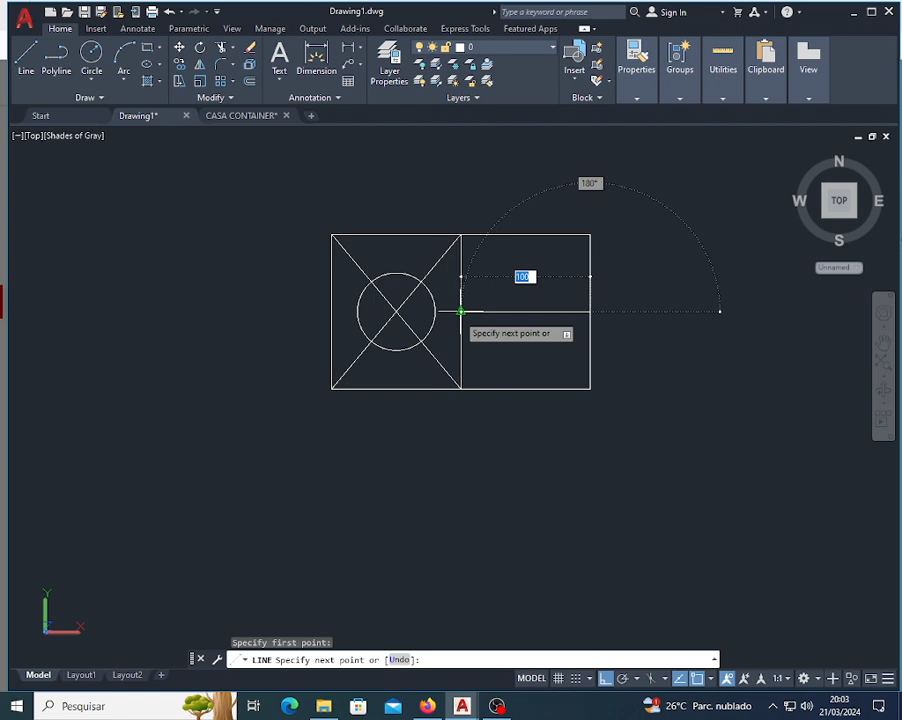 Drawing1.dwg
Type a keyword or phrase
Sign In
Home Insert Annotate Parametric View Manage Output Add-ins Collaborate Express Tools Featured Apps
Line Polyline Circle Arc Text Dimension Layer Properties 0 Insert Properties Groups Utilities Clipboard View
Draw Modify Annotation Layers Block
Start Drawing1* CASA CONTAINER*
[−][Top][Shades of Gray]
N
W TOP E
S
Unnamed
180°
100
Specify next point or
Y
X
Specify first point:
LINE Specify next point or [Undo]:
Model Layout1 Layout2
MODEL 1:1
Pesquisar
26°C Parc. nublado
20:03
21/03/2024